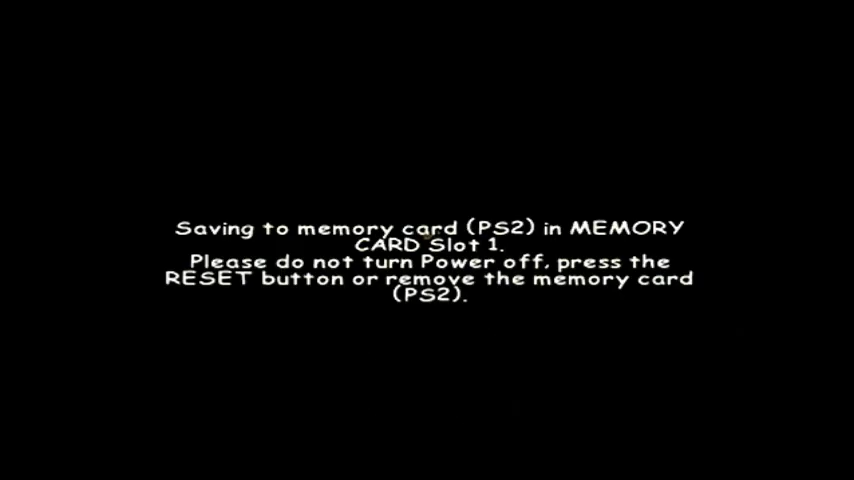 Saving to memory card (PS2) in MEMORY
CARD Slot 1.
Please do not turn Power off, press the
RESET button or remove the memory card
(PS2).